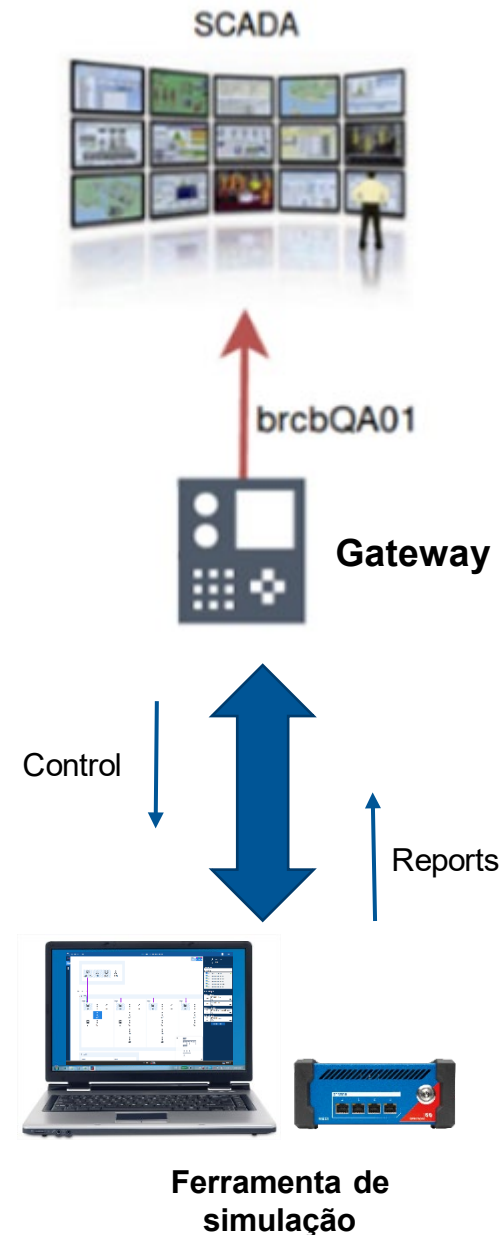 SCADA
brcbQA01
Gateway
Control
Reports
Ferramenta de
simulação